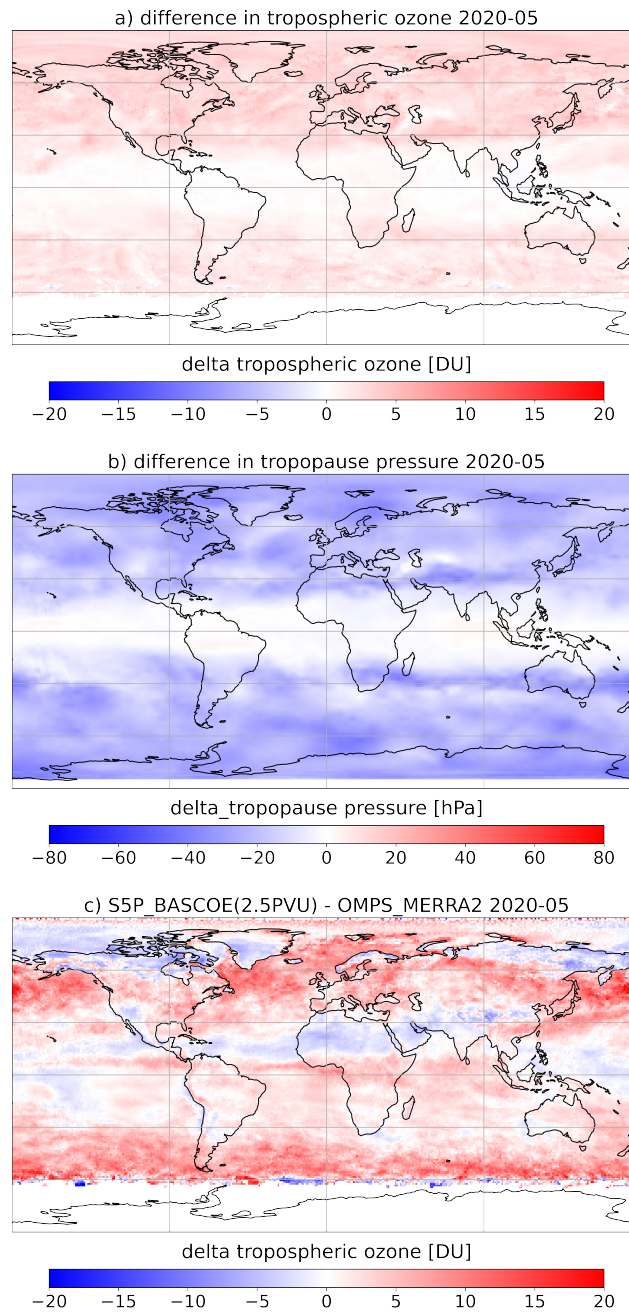 a) difference in tropospheric ozone 2020-05
delta tropospheric ozone [DU]
−20 −15 −10 −5 0 5 10 15 20
b) difference in tropopause pressure 2020-05
delta_tropopause pressure [hPa]
−80 −60 −40 −20 0 20 40 60 80
c) S5P_BASCOE(2.5PVU) - OMPS_MERRA2 2020-05
delta tropospheric ozone [DU]
−20 −15 −10 −5 0 5 10 15 20